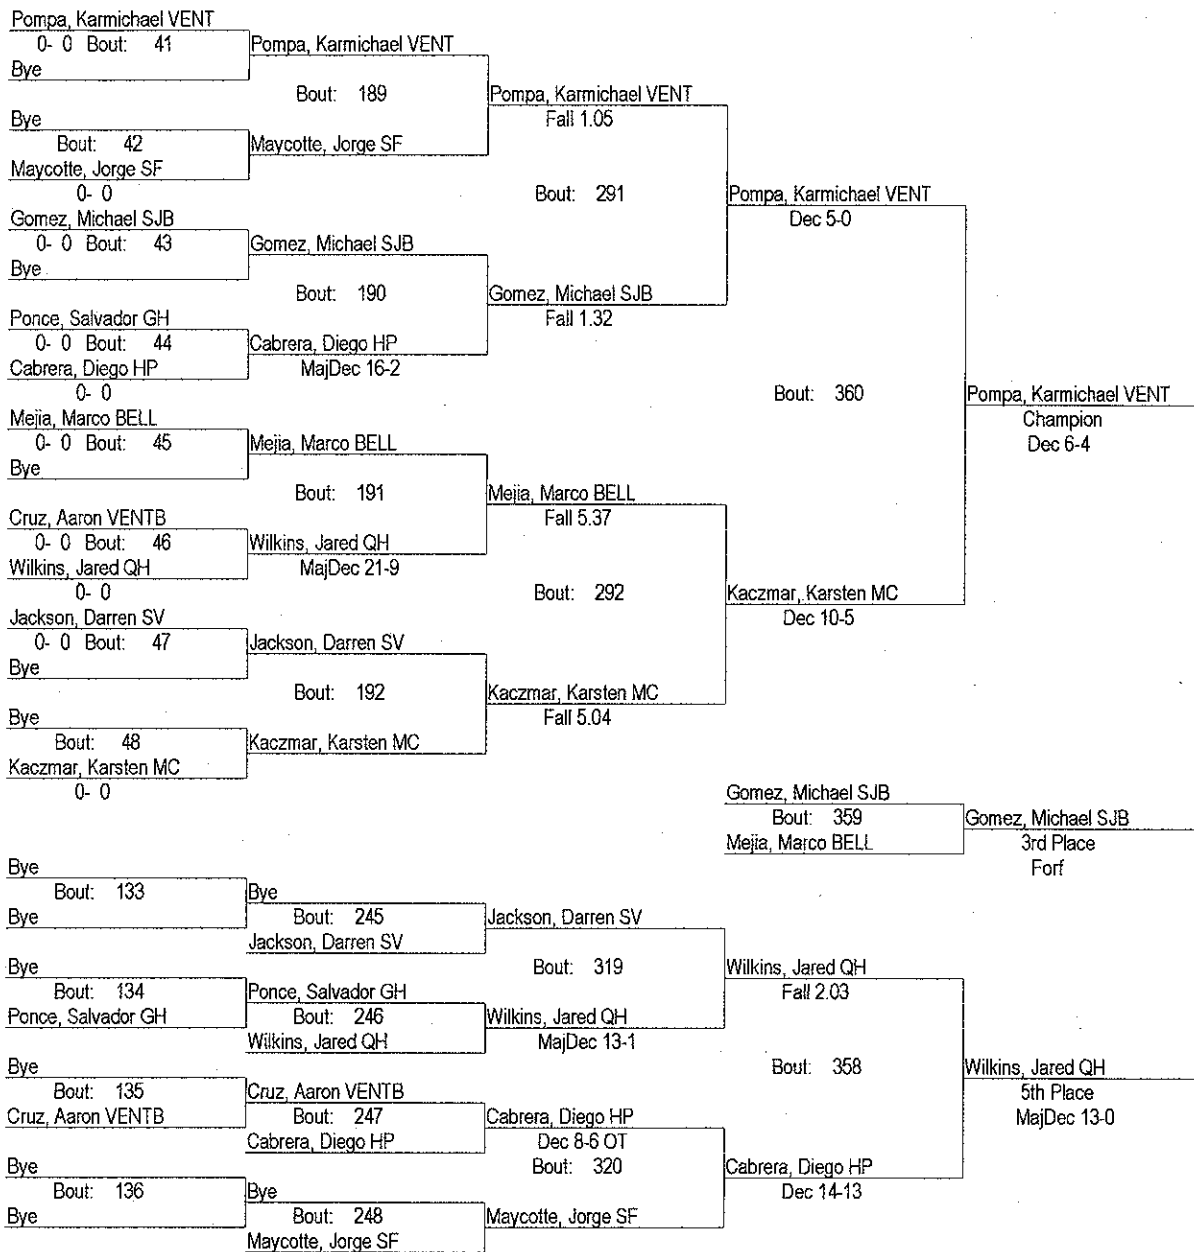 Pompa, Karmichael VENT
0- 0 Bout: 41
Bye
Bye
Bout: 42
Maycotte, Jorge SF
0- 0
Gomez, Michael SJB
0- 0 Bout: 43
Bye
Ponce, Salvador GH
0- 0 Bout: 44
Cabrera, Diego HP
0- 0
Mejia, Marco BELL
0- 0 Bout: 45
Bye
Cruz, Aaron VENTB
0- 0 Bout: 46
Wilkins, Jared QH
0- 0
Jackson, Darren SV
0- 0 Bout: 47
Bye
Bye
Bout: 48
Kaczmar, Karsten MC
0- 0
Pompa, Karmichael VENT
Bout: 189
Maycotte, Jorge SF
Gomez, Michael SJB
Bout: 190
Cabrera, Diego HP
MajDec 16-2
Mejia, Marco BELL
Bout: 191
Wilkins, Jared QH
MajDec 21-9
Jackson, Darren SV
Bout: 192
Kaczmar, Karsten MC
Pompa, Karmichael VENT
Fall 1.05
Bout: 291
Gomez, Michael SJB
Fall 1.32
Mejia, Marco BELL
Fall 5.37
Bout: 292
Kaczmar, Karsten MC
Fall 5.04
Pompa, Karmichael VENT
Dec 5-0
Bout: 360
Kaczmar, Karsten MC
Dec 10-5
Pompa, Karmichael VENT
Champion
Dec 6-4
Gomez, Michael SJB
Bout: 359
Mejia, Marco BELL
Gomez, Michael SJB
3rd Place
Forf
Bye
Bout: 133
Bye
Bye
Bout: 134
Ponce, Salvador GH
Bye
Bout: 135
Cruz, Aaron VENTB
Bye
Bout: 136
Bye
Bye
Bout: 245
Jackson, Darren SV
Ponce, Salvador GH
Bout: 246
Wilkins, Jared QH
Cruz, Aaron VENTB
Bout: 247
Cabrera, Diego HP
Bye
Bout: 248
Maycotte, Jorge SF
Jackson, Darren SV
Bout: 319
Wilkins, Jared QH
MajDec 13-1
Cabrera, Diego HP
Dec 8-6 OT
Bout: 320
Maycotte, Jorge SF
Wilkins, Jared QH
Fall 2.03
Bout: 358
Cabrera, Diego HP
Dec 14-13
Wilkins, Jared QH
5th Place
MajDec 13-0